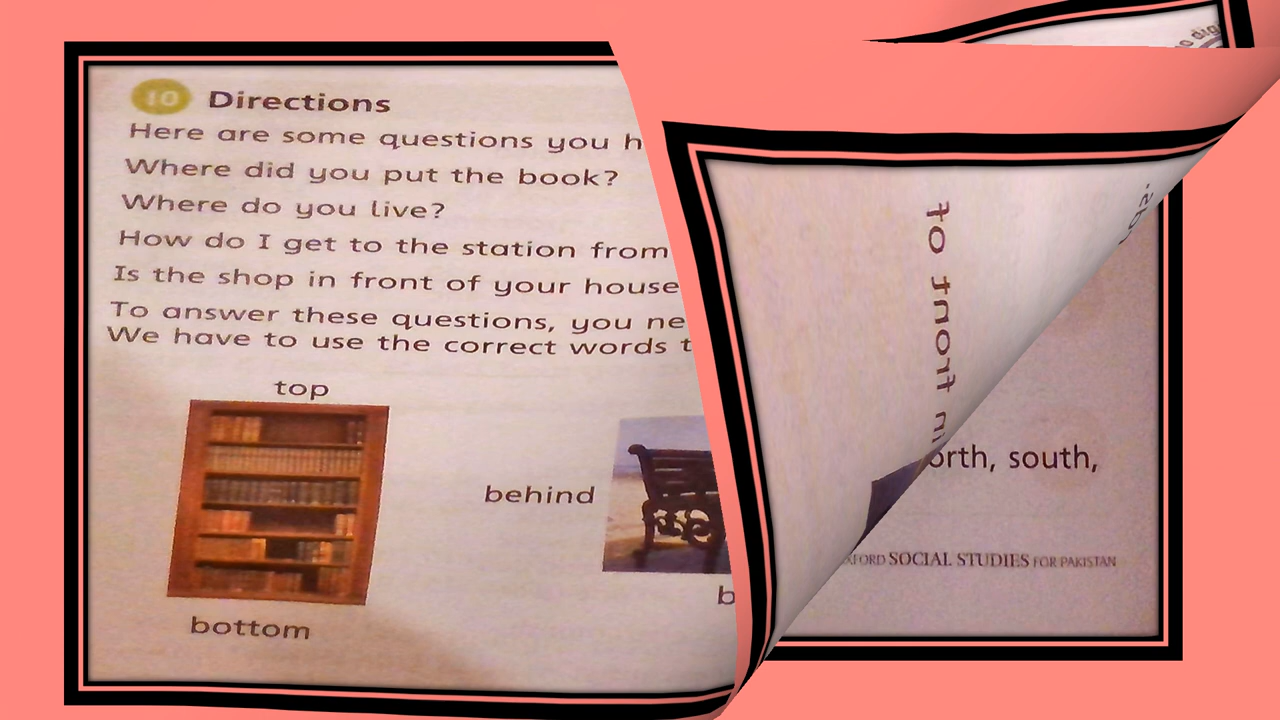 10 Directions
Here are some questions you h
Where did you put the book?
Where do you live?
How do I get to the station from
Is the shop in front of your house
To answer these questions, you ne
We have to use the correct words t
top
behind
bottom
in front of
orth, south,
XFORD SOCIAL STUDIES FOR PAKISTAN